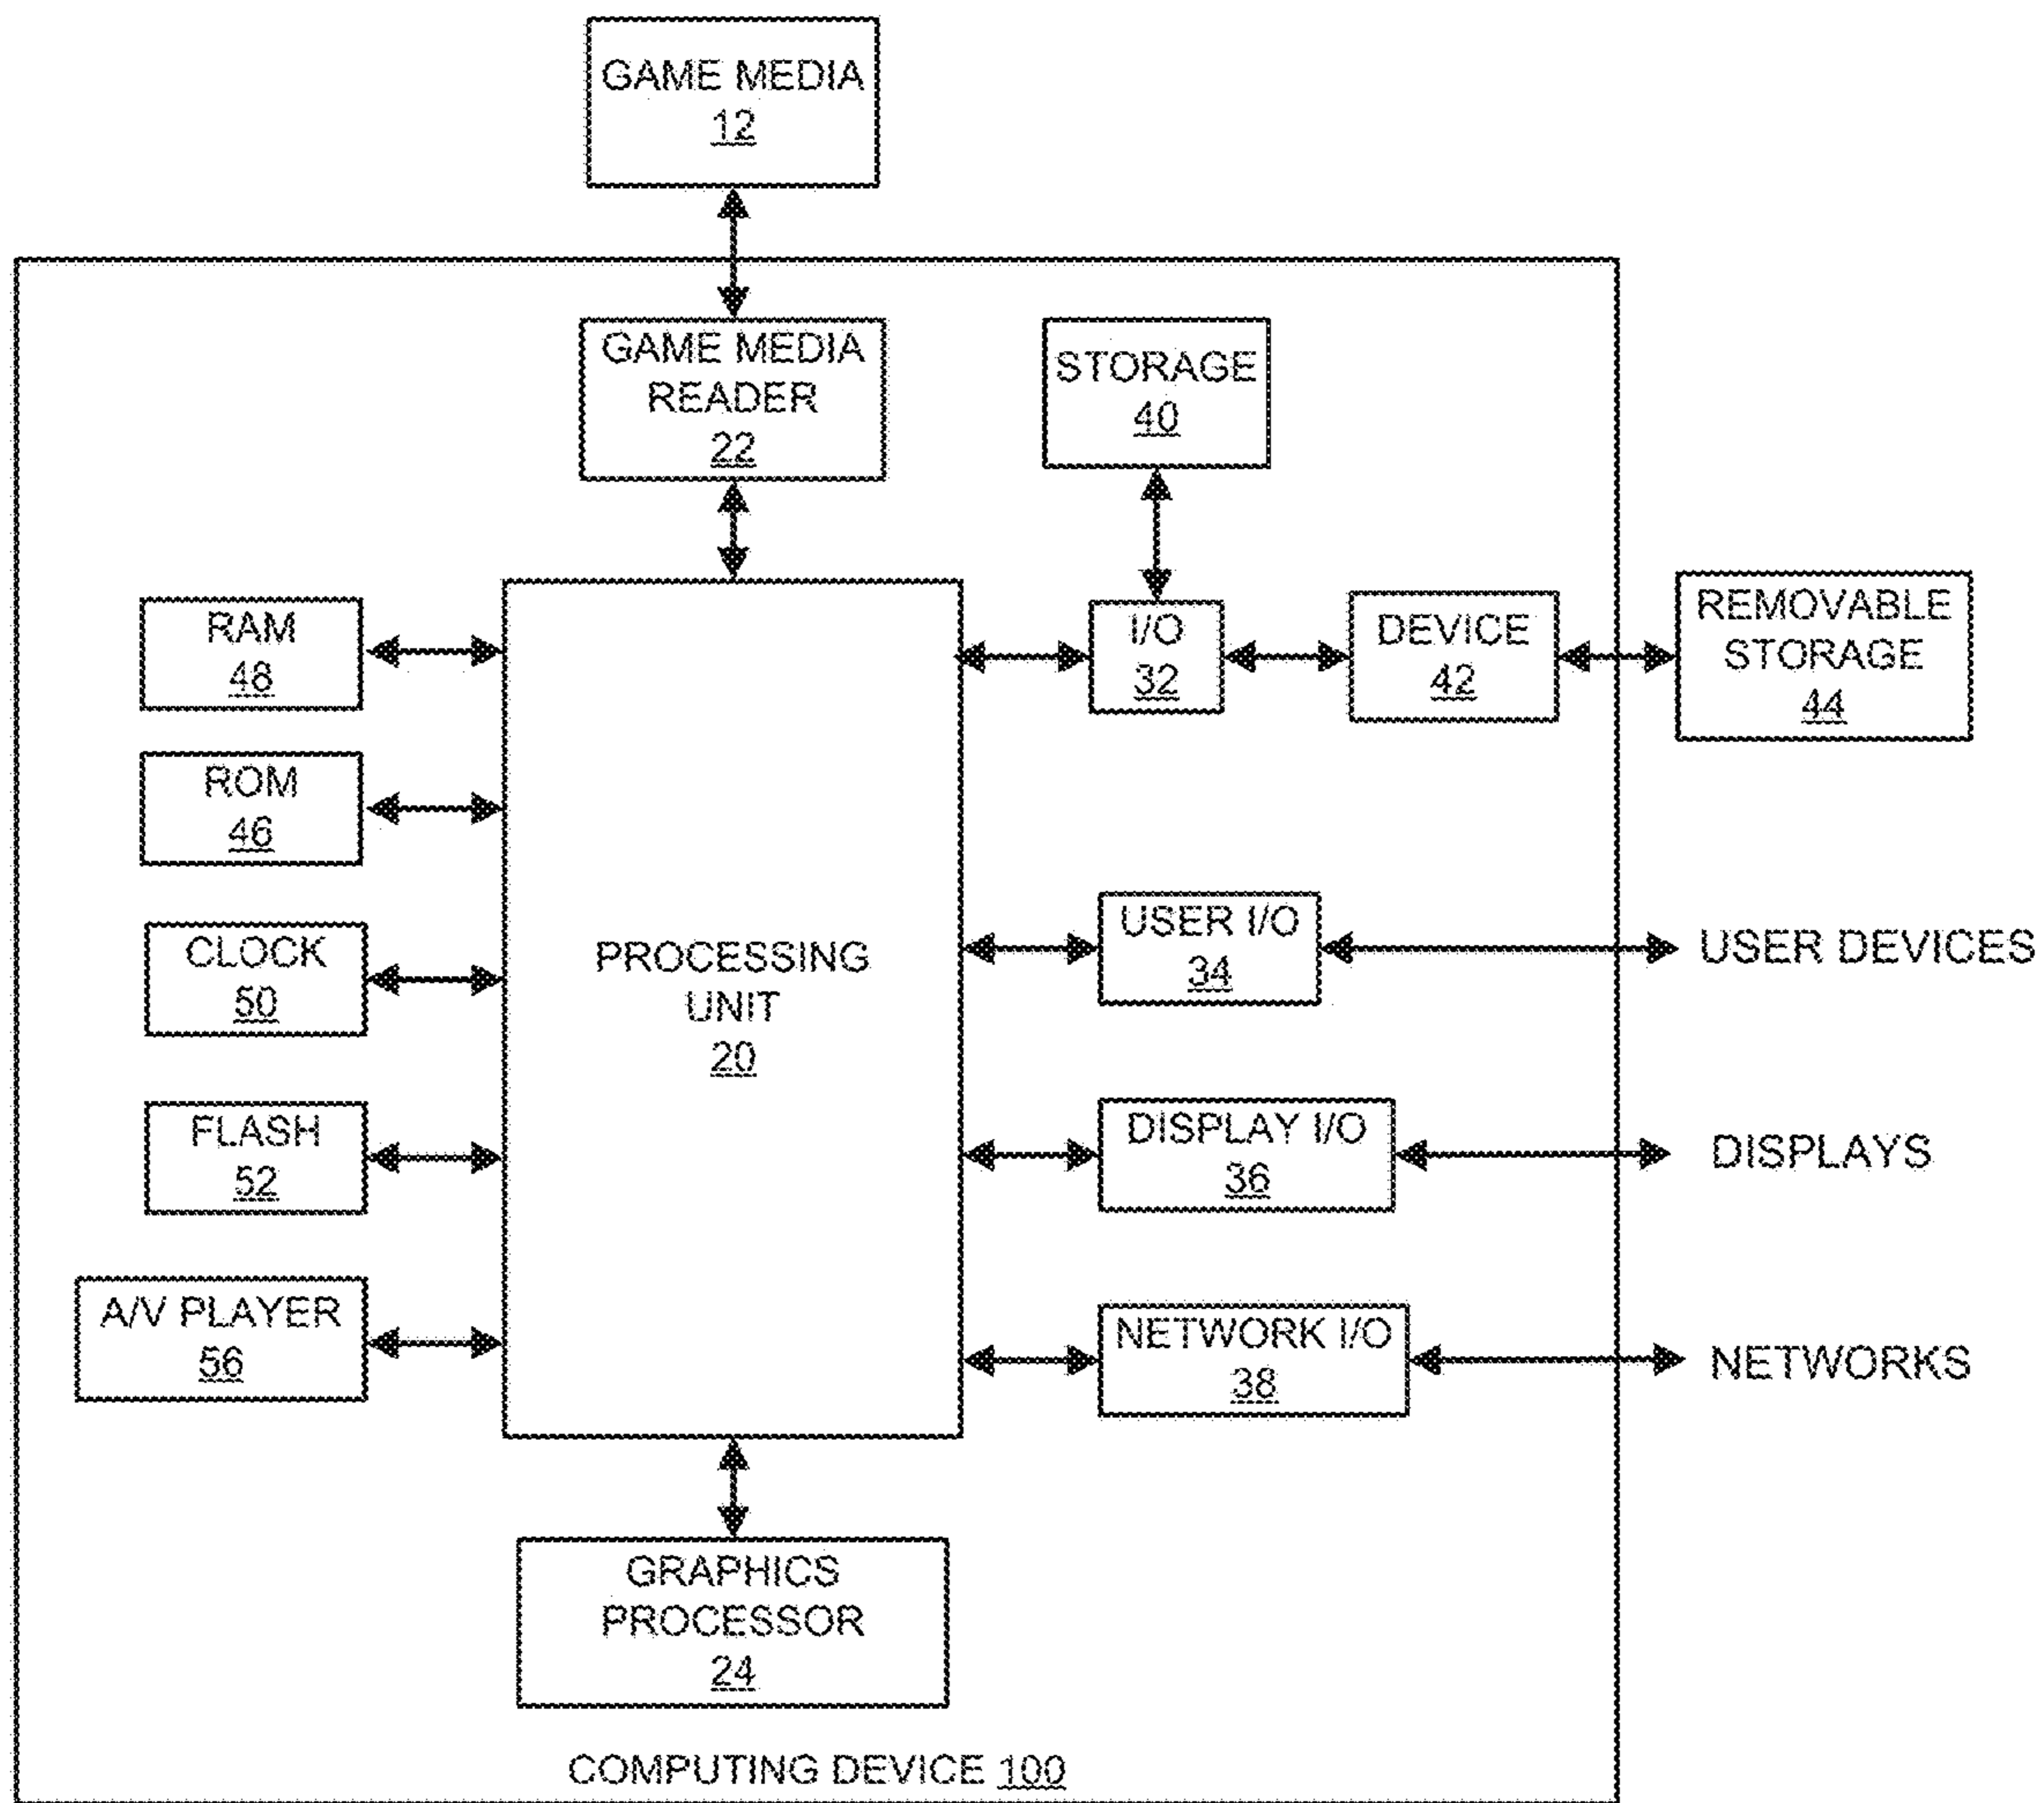 GAME MEDIA
12
GAME MEDIA
READER
22
STORAGE
40
RAM
48
I/O
32
DEVICE
42
REMOVABLE
STORAGE
44
ROM
46
CLOCK
50
PROCESSING
UNIT
20
USER I/O
34
USER DEVICES
FLASH
52
DISPLAY I/O
36
DISPLAYS
A/V PLAYER
56
NETWORK I/O
38
NETWORKS
GRAPHICS
PROCESSOR
24
COMPUTING DEVICE 100